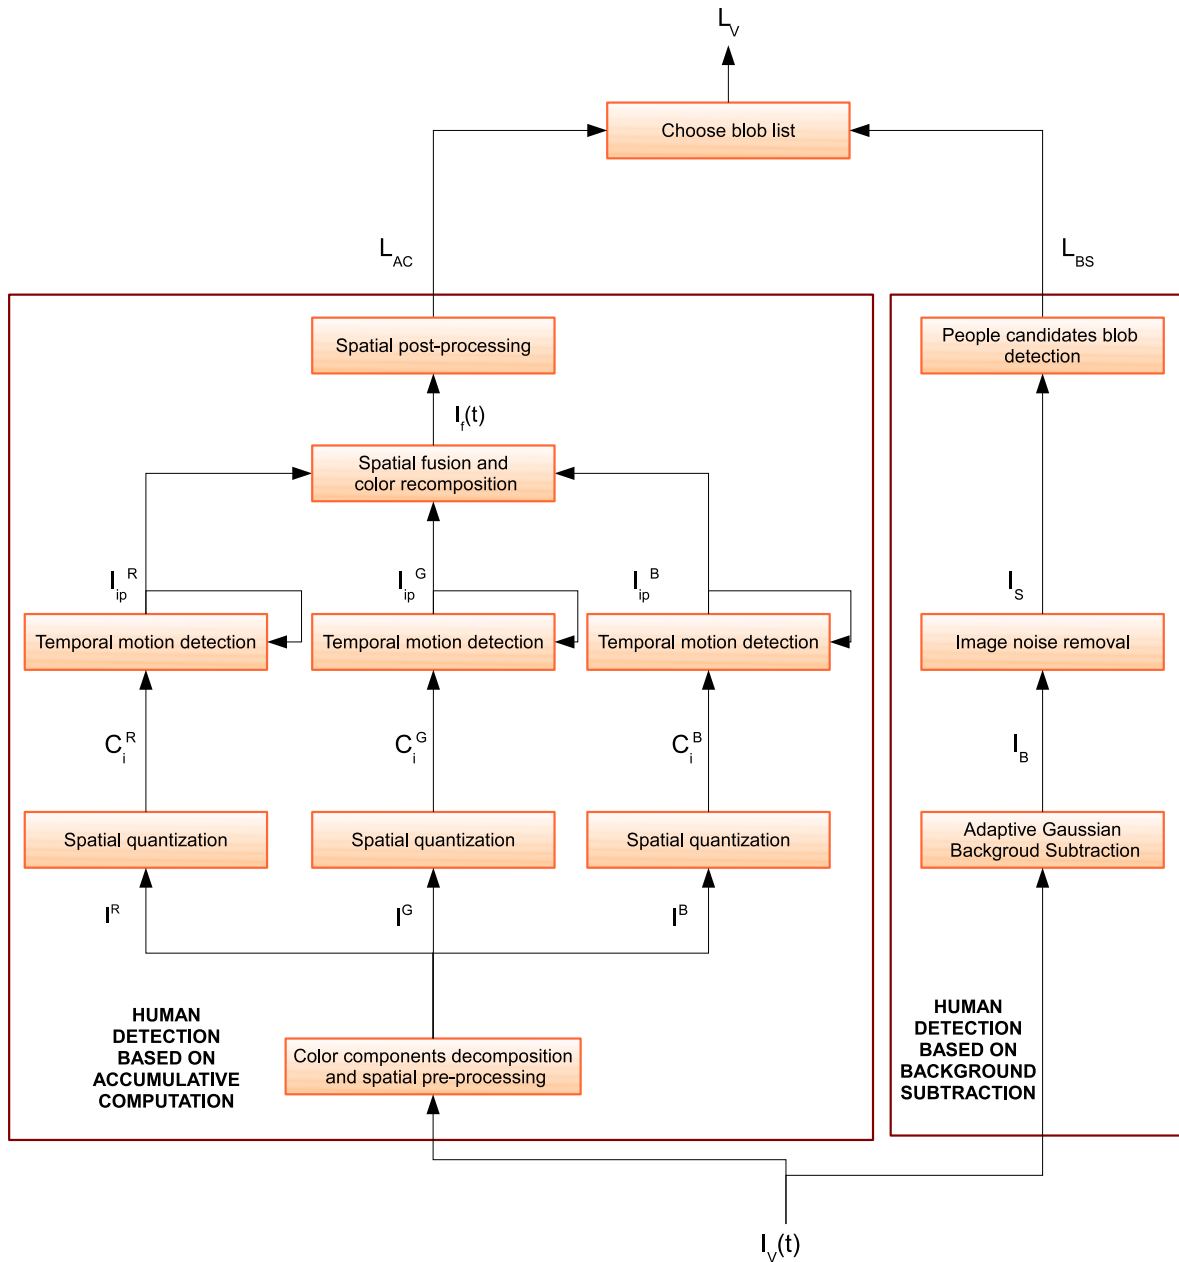 L_V
Choose blob list
L_AC
L_BS
Spatial post-processing
People candidates blob
detection
I_f(t)
Spatial fusion and
color recomposition
I_ip^R
I_ip^G
I_ip^B
I_S
Temporal motion detection
Temporal motion detection
Temporal motion detection
Image noise removal
C_i^R
C_i^G
C_i^B
I_B
Spatial quantization
Spatial quantization
Spatial quantization
Adaptive Gaussian
Backgroud Subtraction
I^R
I^G
I^B
HUMAN
DETECTION
BASED ON
ACCUMULATIVE
COMPUTATION
Color components decomposition
and spatial pre-processing
HUMAN
DETECTION
BASED ON
BACKGROUND
SUBTRACTION
I_V(t)